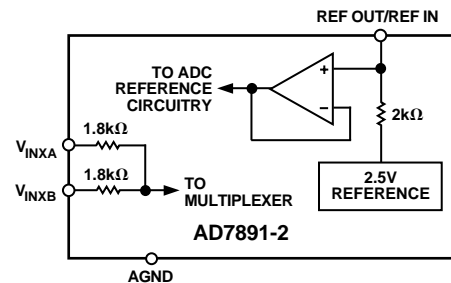 REF OUT/REF IN
TO ADC
REFERENCE
CIRCUITRY
+
−
2kΩ
1.8kΩ
V_INXA
1.8kΩ
V_INXB
TO
MULTIPLEXER
2.5V
REFERENCE
AD7891-2
AGND